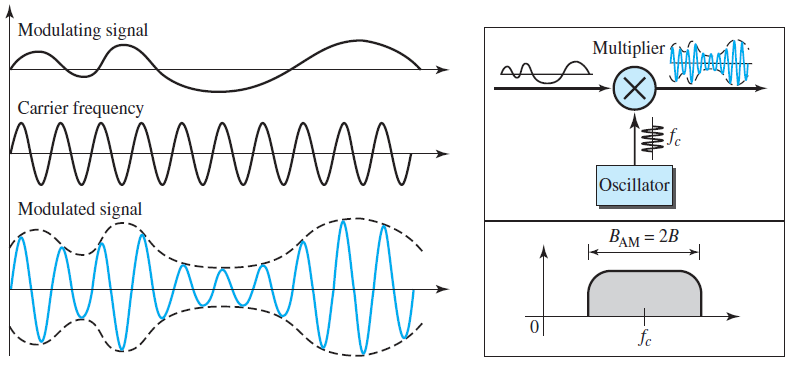 Modulating signal
Carrier frequency
Modulated signal
Multiplier
fc
Oscillator
BAM = 2B
0
fc